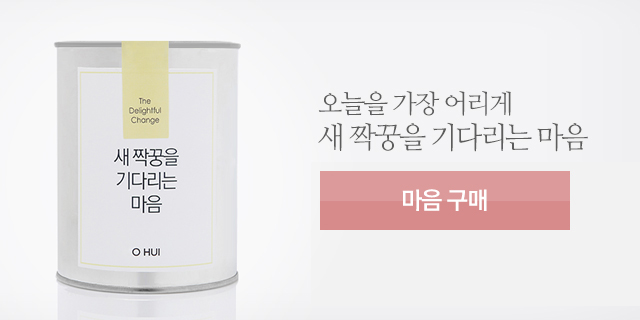 The
Delightful
Change
새 짝꿍을
기다리는
마음
O HUI
오늘을 가장 어리게
새 짝꿍을 기다리는 마음
마음 구매